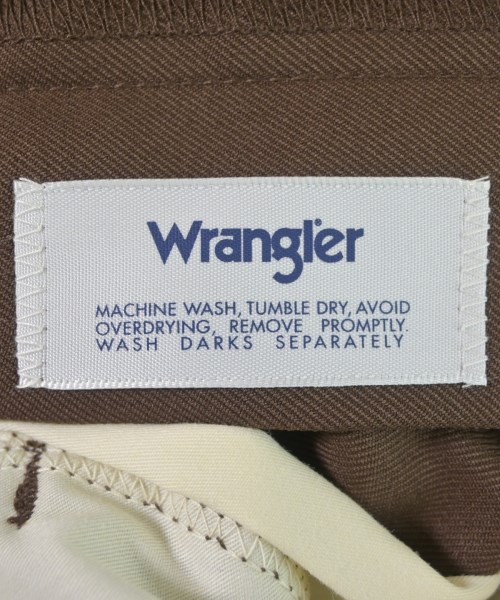 Wrangler
MACHINE WASH, TUMBLE DRY, AVOID
OVERDRYING, REMOVE PROMPTLY.
WASH DARKS SEPARATELY